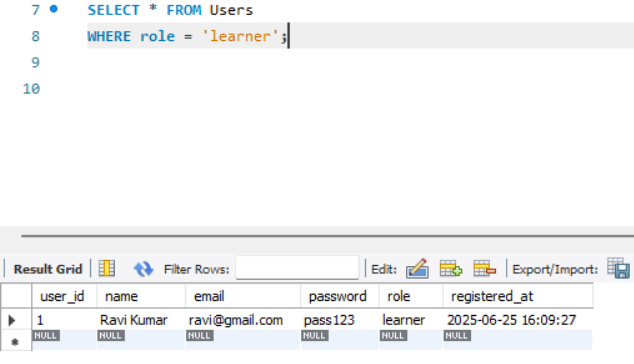 7 SELECT * FROM Users
8 WHERE role = 'learner';
9
10
Result Grid Filter Rows: Edit: Export/Import:
user_id name email password role registered_at
1 Ravi Kumar ravi@gmail.com pass123 learner 2025-06-25 16:09:27
NULL NULL NULL NULL NULL NULL